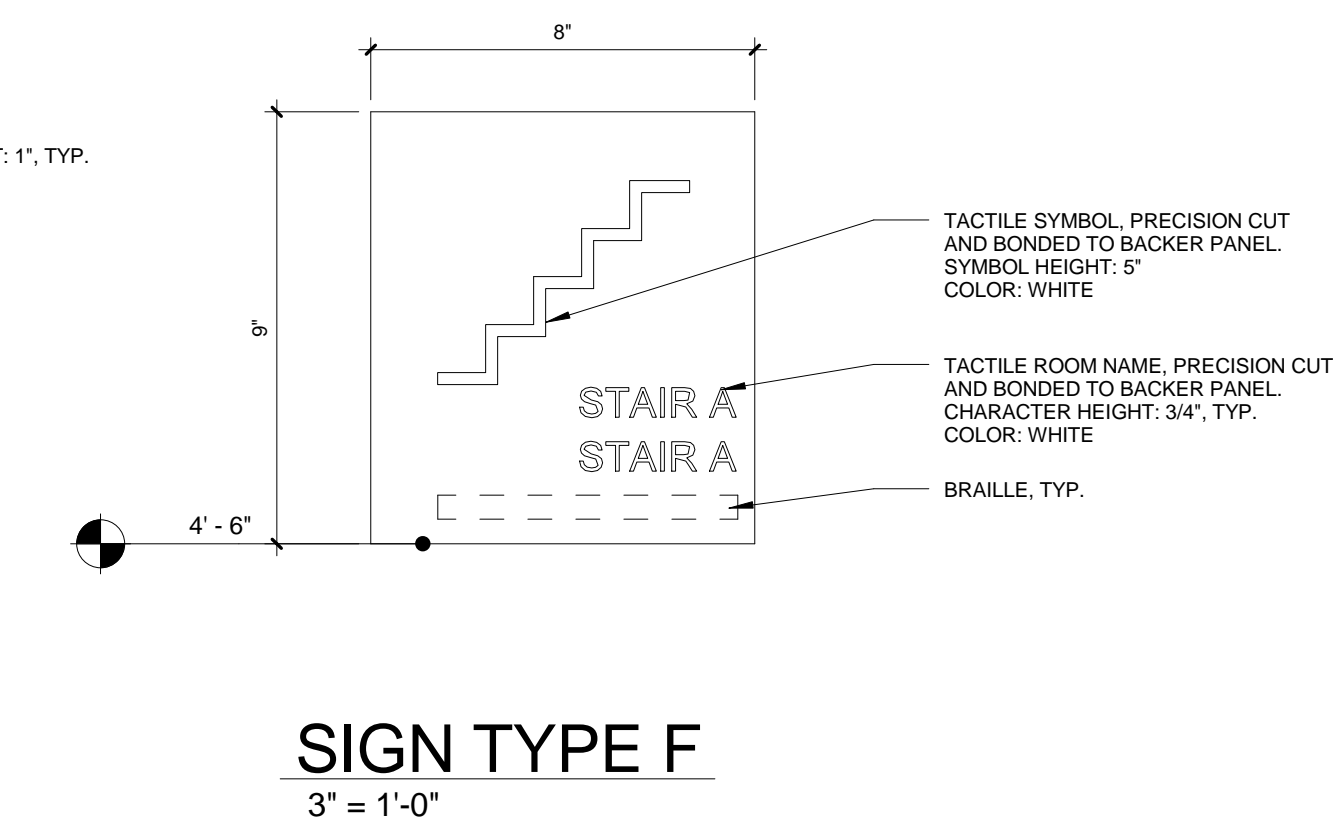 8"
T: 1", TYP.
9"
TACTILE SYMBOL, PRECISION CUT
AND BONDED TO BACKER PANEL.
SYMBOL HEIGHT: 5"
COLOR: WHITE
TACTILE ROOM NAME, PRECISION CUT
AND BONDED TO BACKER PANEL.
CHARACTER HEIGHT: 3/4", TYP.
COLOR: WHITE
STAIR A
STAIR A
BRAILLE, TYP.
4' - 6"
SIGN TYPE F
3" = 1'-0"